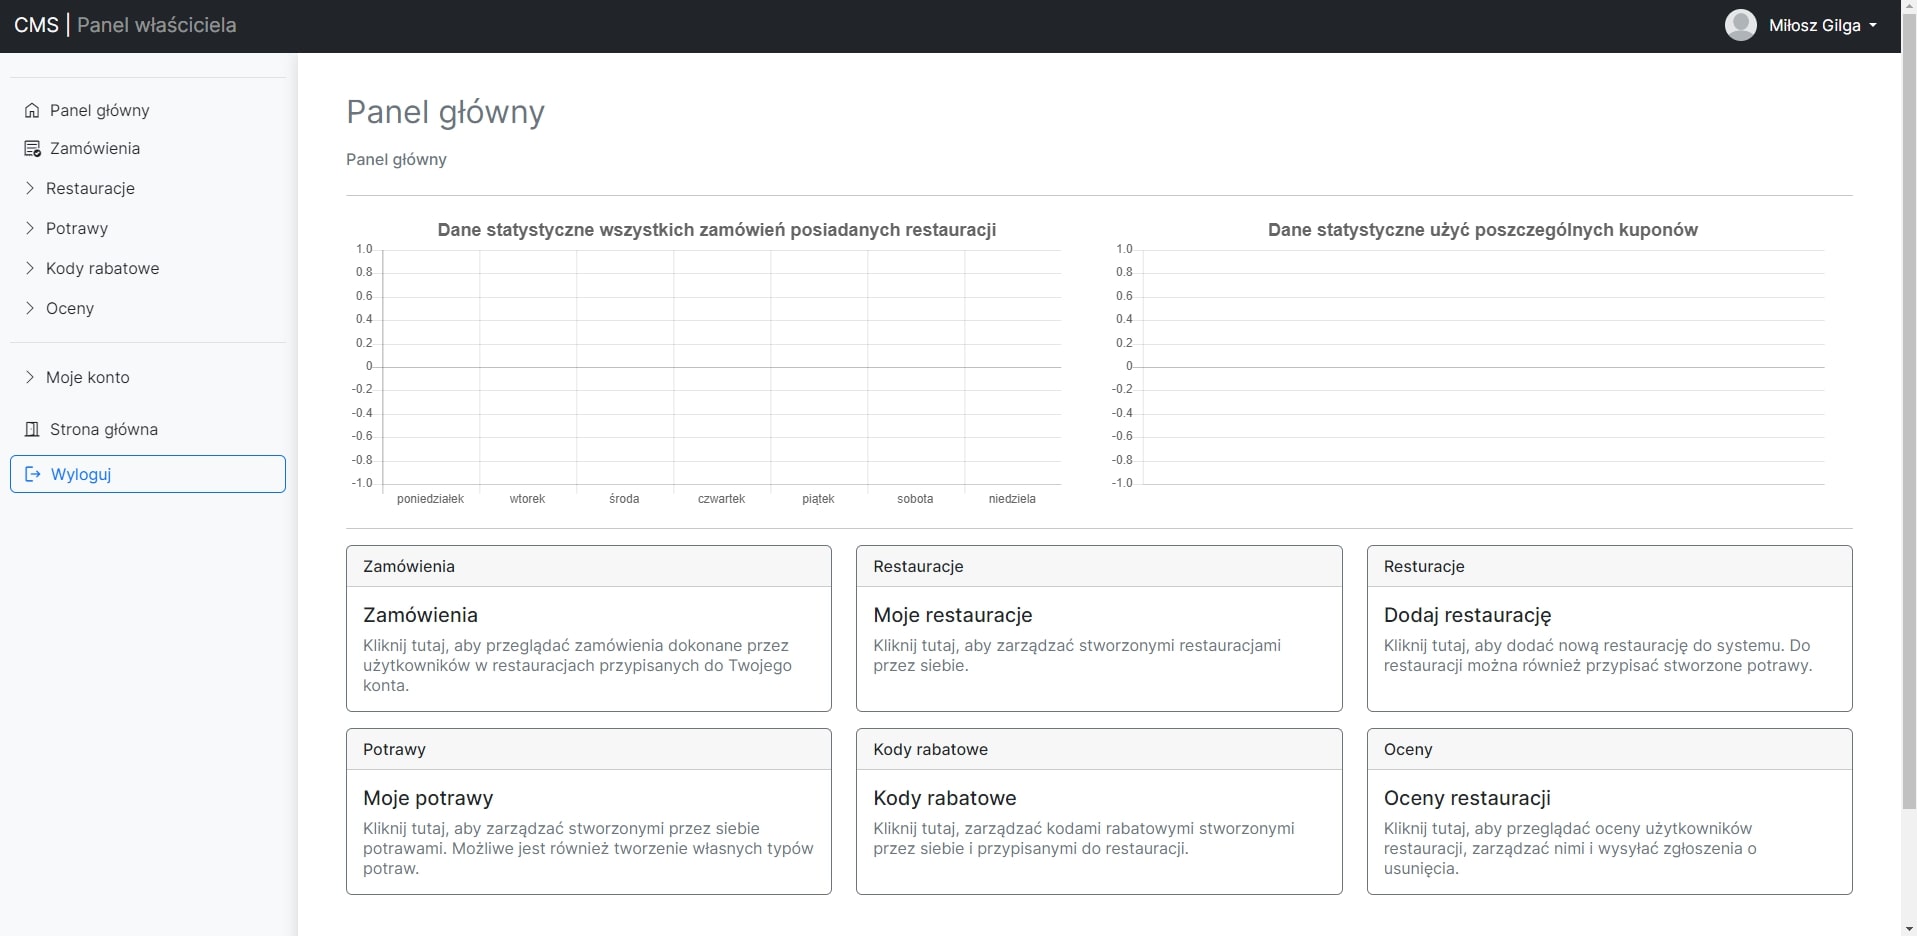 CMS | Panel właściciela
Miłosz Gilga
Panel główny
Zamówienia
Restauracje
Potrawy
Kody rabatowe
Oceny
Moje konto
Strona główna
Wyloguj
Panel główny
Panel główny
Dane statystyczne wszystkich zamówień posiadanych restauracji
1.0
0.8
0.6
0.4
0.2
0
-0.2
-0.4
-0.6
-0.8
-1.0
poniedziałek wtorek środa czwartek piątek sobota niedziela
Dane statystyczne użyć poszczególnych kuponów
1.0
0.8
0.6
0.4
0.2
0
-0.2
-0.4
-0.6
-0.8
-1.0
Zamówienia
Zamówienia
Kliknij tutaj, aby przeglądać zamówienia dokonane przez
użytkowników w restauracjach przypisanych do Twojego
konta.
Restauracje
Moje restauracje
Kliknij tutaj, aby zarządzać stworzonymi restauracjami
przez siebie.
Resturacje
Dodaj restaurację
Kliknij tutaj, aby dodać nową restaurację do systemu. Do
restauracji można również przypisać stworzone potrawy.
Potrawy
Moje potrawy
Kliknij tutaj, aby zarządzać stworzonymi przez siebie
potrawami. Możliwe jest również tworzenie własnych typów
potraw.
Kody rabatowe
Kody rabatowe
Kliknij tutaj, zarządzać kodami rabatowymi stworzonymi
przez siebie i przypisanymi do restauracji.
Oceny
Oceny restauracji
Kliknij tutaj, aby przeglądać oceny użytkowników
restauracji, zarządzać nimi i wysyłać zgłoszenia o
usunięcia.